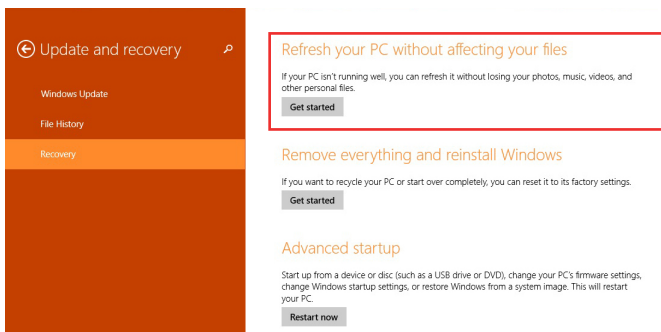 Update and recovery
Windows Update
File History
Recovery
Refresh your PC without affecting your files
If your PC isn't running well, you can refresh it without losing your photos, music, videos, and
other personal files.
Get started
Remove everything and reinstall Windows
If you want to recycle your PC or start over completely, you can reset it to its factory settings.
Get started
Advanced startup
Start up from a device or disc (such as a USB drive or DVD), change your PC's firmware settings,
change Windows startup settings, or restore Windows from a system image. This will restart
your PC.
Restart now